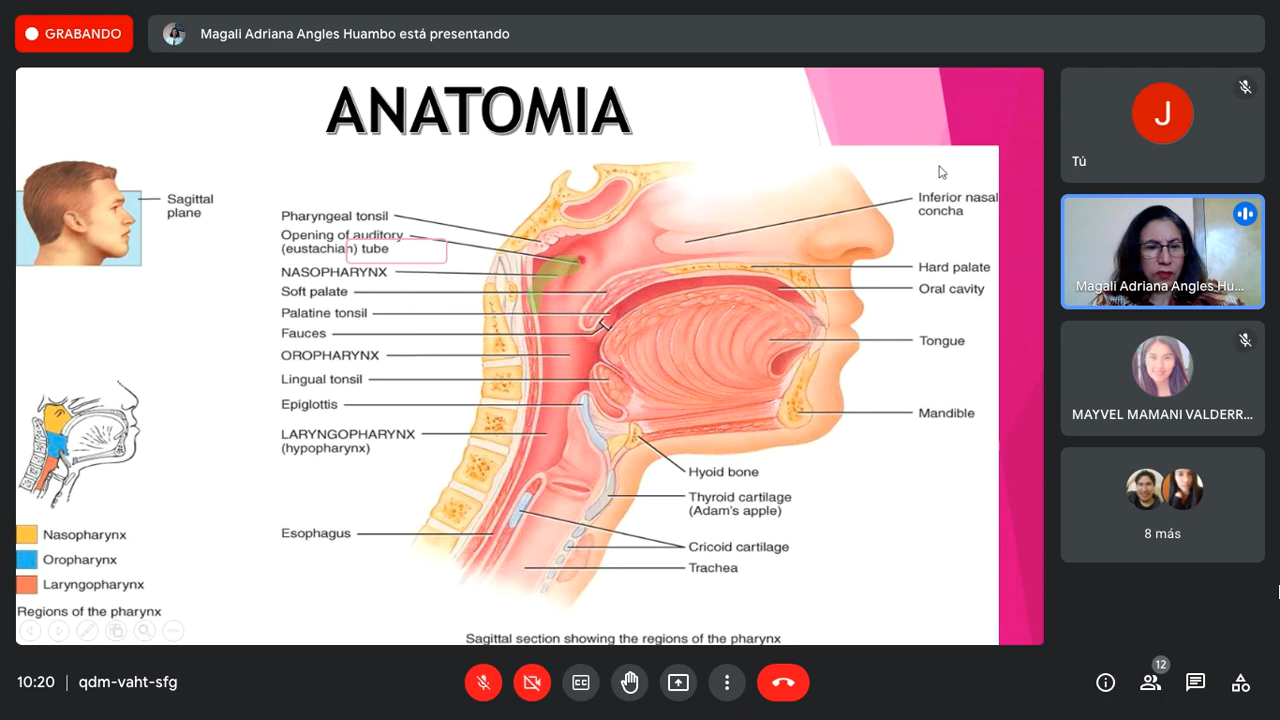 GRABANDO
Magali Adriana Angles Huambo está presentando
ANATOMIA
Sagittal
plane
Pharyngeal tonsil
Opening of auditory
(eustachian) tube
NASOPHARYNX
Soft palate
Palatine tonsil
Fauces
OROPHARYNX
Lingual tonsil
Epiglottis
LARYNGOPHARYNX
(hypopharynx)
Esophagus
Inferior nasal
concha
Hard palate
Oral cavity
Tongue
Mandible
Hyoid bone
Thyroid cartilage
(Adam's apple)
Cricoid cartilage
Trachea
Nasopharynx
Oropharynx
Laryngopharynx
Regions of the pharynx
Sagittal section showing the regions of the pharynx
J
Tú
Magali Adriana Angles Hu...
MAYVEL MAMANI VALDERR...
8 más
10:20 | qdm-vaht-sfg
CC
12